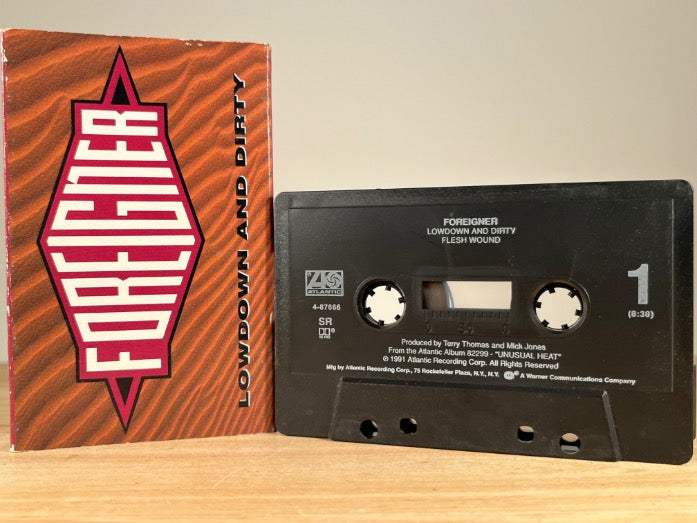 FOREIGNER
LOWDOWN AND DIRTY
FOREIGNER
LOWDOWN AND DIRTY
FLESH WOUND
ATLANTIC
4-87666
SR
1
(8:38)
Produced by Terry Thomas and Mick Jones
From the Atlantic Album 82299 - "UNUSUAL HEAT"
℗ 1991 Atlantic Recording Corp. All Rights Reserved
Mfg by Atlantic Recording Corp., 75 Rockefeller Plaza, N.Y., N.Y. A Warner Communications Company